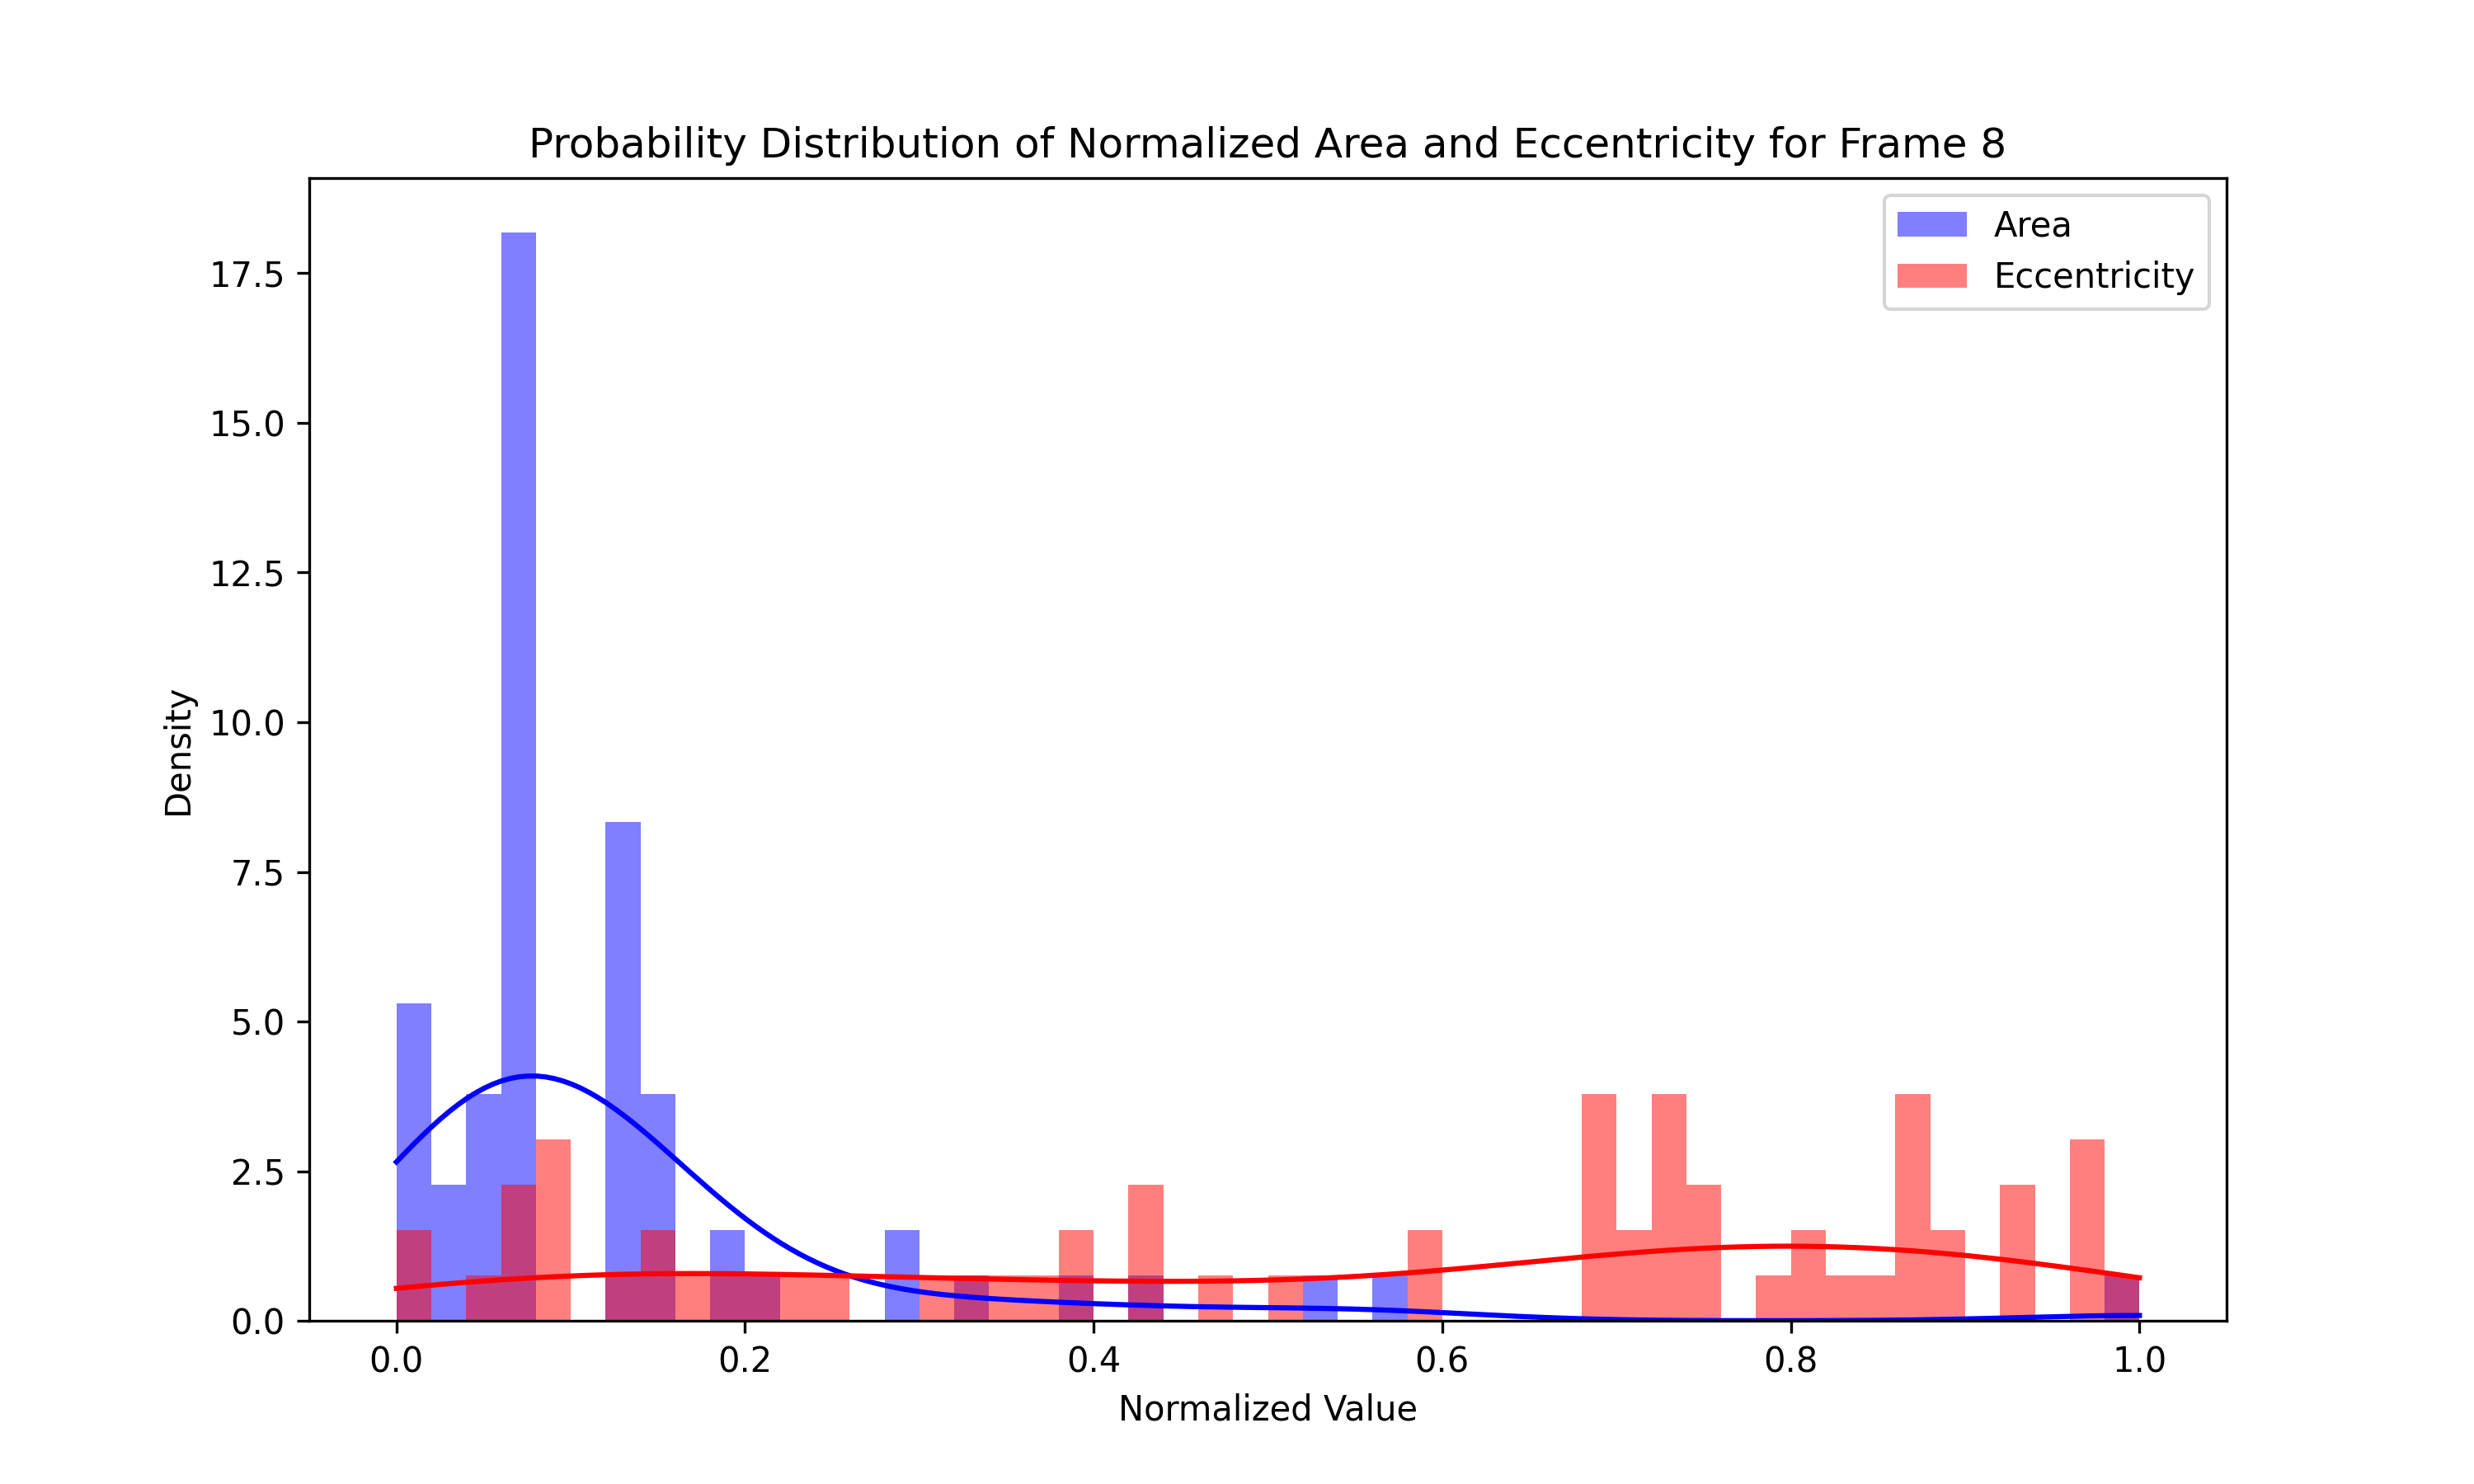 Probability Distribution of Normalized Area and Eccentricity for Frame 8
Area
Eccentricity
17.5
15.0
12.5
10.0
7.5
5.0
2.5
0.0
Density
0.0 0.2 0.4 0.6 0.8 1.0
Normalized Value